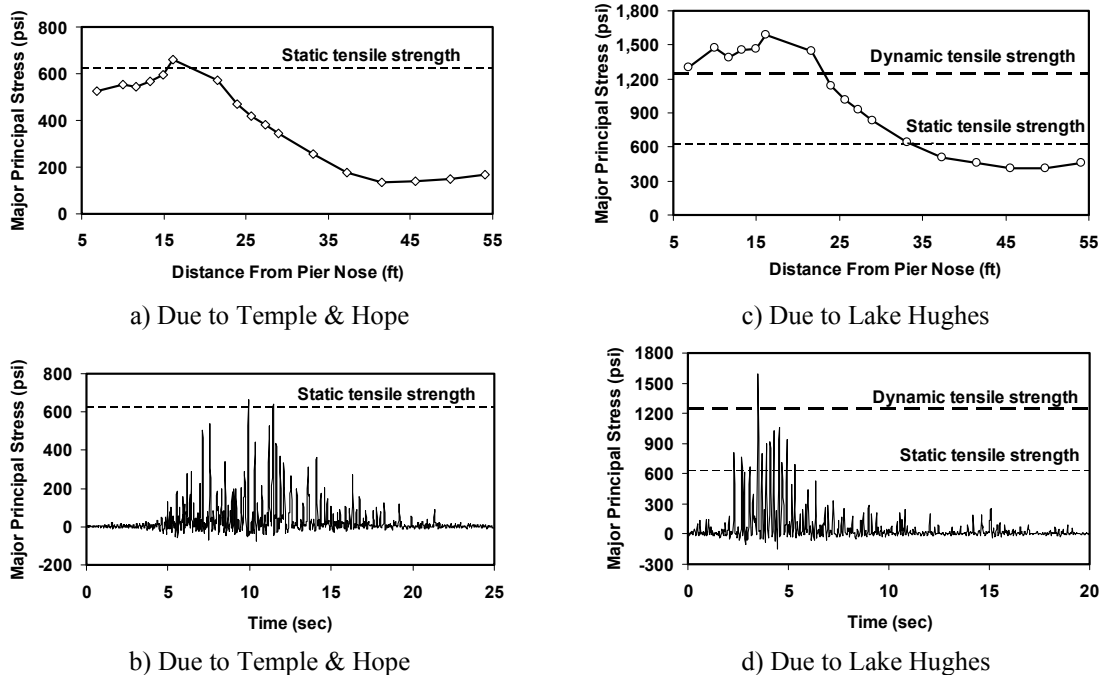 Major Principal Stress (psi)
800
600
400
200
0
Static tensile strength
5 15 25 35 45 55
Distance From Pier Nose (ft)
a) Due to Temple & Hope
Major Principal Stress (psi)
1,800
1,500
1,200
900
600
300
0
Dynamic tensile strength
Static tensile strength
5 15 25 35 45 55
Distance From Pier Nose (ft)
c) Due to Lake Hughes
Major Principal Stress (psi)
800
600
400
200
0
-200
Static tensile strength
0 5 10 15 20 25
Time (sec)
b) Due to Temple & Hope
Major Principal Stress (psi)
1800
1500
1200
900
600
300
0
-300
Dynamic tensile strength
Static tensile strength
0 5 10 15 20
Time (sec)
d) Due to Lake Hughes